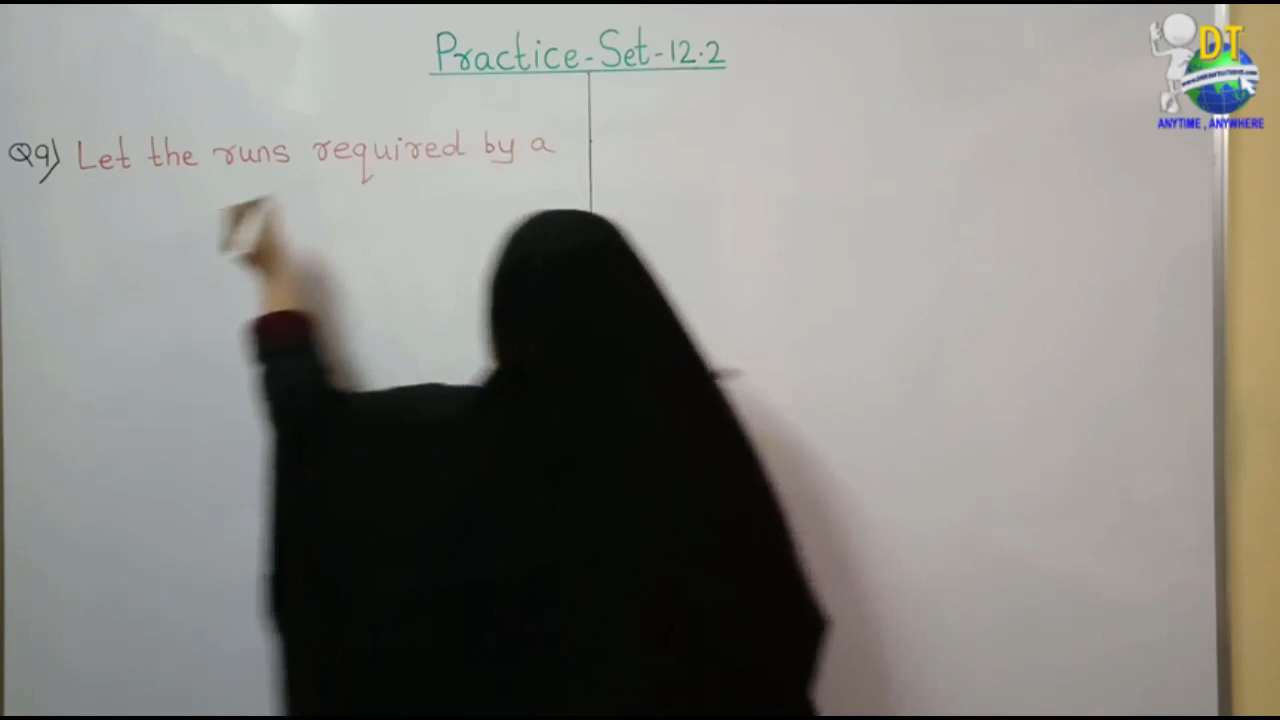 Practice-Set-12.2
Q9) Let the runs required by a
DT
ANYTIME, ANYWHERE